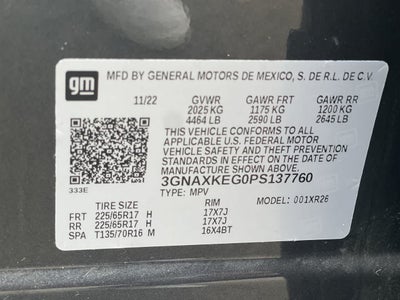 gm
MFD BY GENERAL MOTORS DE MEXICO, S. DE R.L. DE C.V.
11/22 GVWR GAWR FRT GAWR RR
2025 KG 1175 KG 1200 KG
4464 LB 2590 LB 2645 LB
THIS VEHICLE CONFORMS TO ALL
APPLICABLE U.S. FEDERAL MOTOR
VEHICLE SAFETY AND THEFT PREVENTION
STANDARDS IN EFFECT ON THE DATE OF
MANUFACTURE SHOWN ABOVE.
3GNAXKEG0PS137760
333E TYPE: MPV MODEL: 001XR26
TIRE SIZE RIM
FRT 225/65R17 H 17X7J
RR 225/65R17 H 17X7J
SPA T135/70R16 M 16X4BT